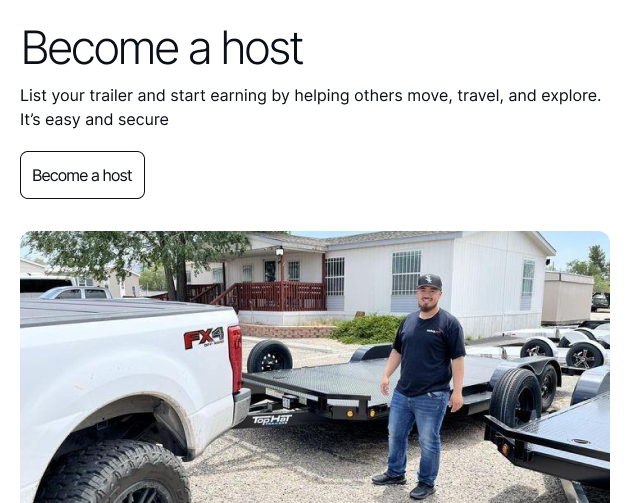 Become a host
List your trailer and start earning by helping others move, travel, and explore.
It’s easy and secure
Become a host
FX4
TOPHAT